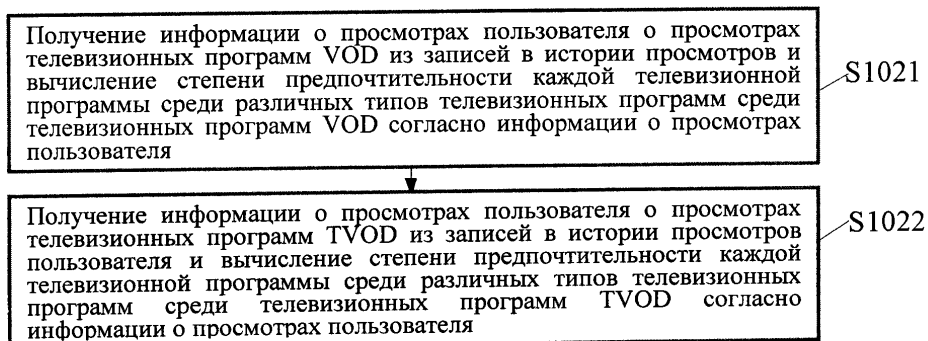 Получение информации о просмотрах пользователя о просмотрах
телевизионных программ VOD из записей в истории просмотров и
вычисление степени предпочтительности каждой телевизионной
программы среди различных типов телевизионных программ среди
телевизионных программ VOD согласно информации о просмотрах
пользователя
S1021
Получение информации о просмотрах пользователя о просмотрах
телевизионных программ TVOD из записей в истории просмотров
пользователя и вычисление степени предпочтительности каждой
телевизионной программы среди различных типов телевизионных
программ среди телевизионных программ TVOD согласно
информации о просмотрах пользователя
S1022